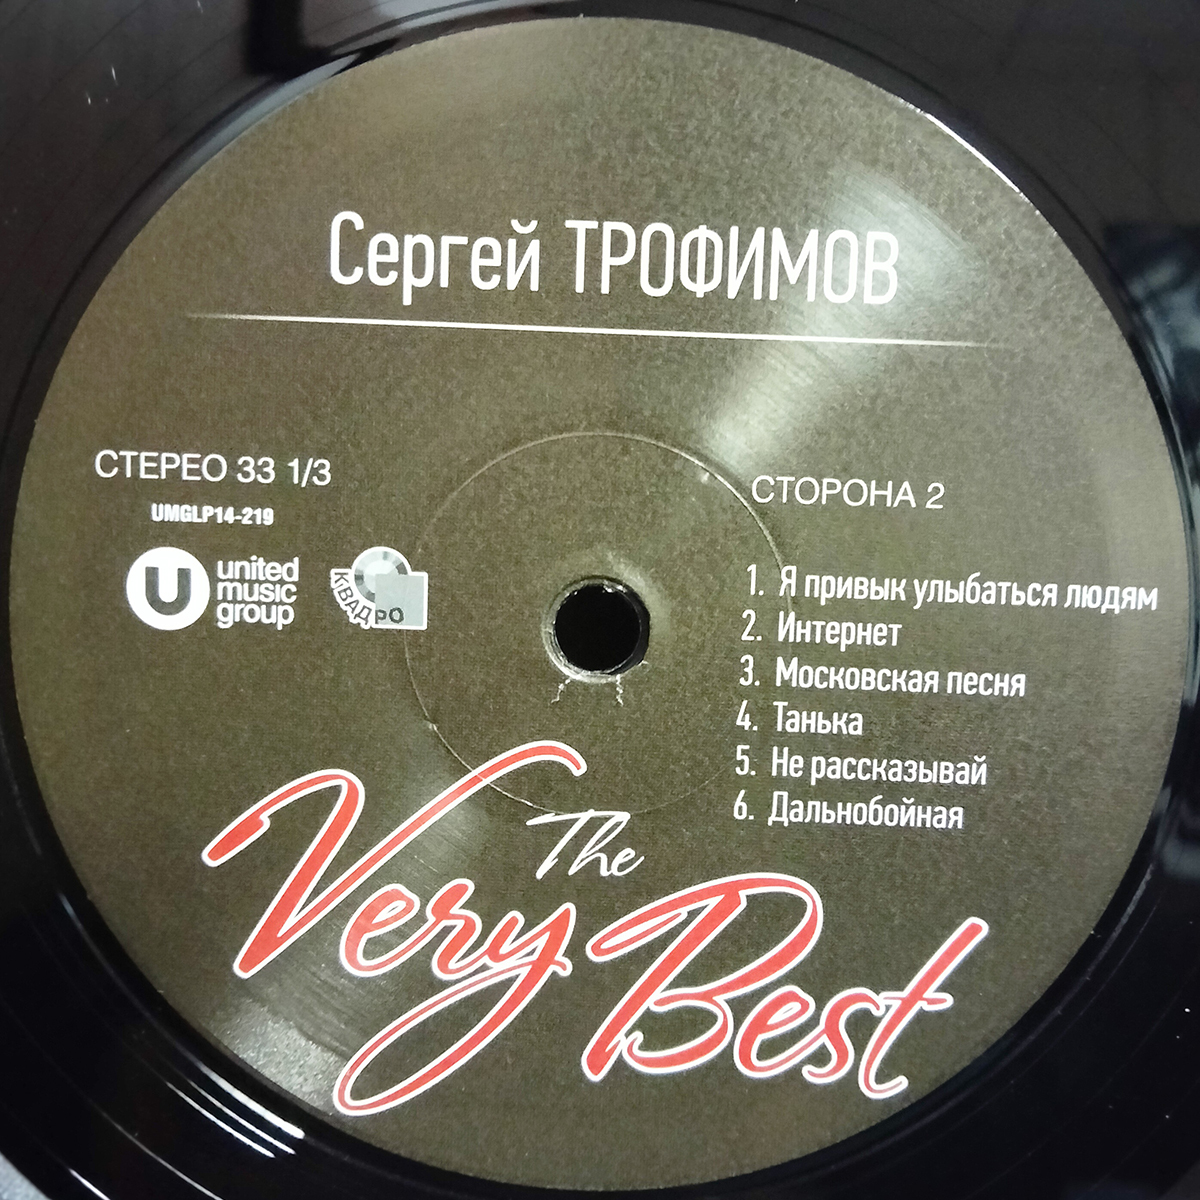 Сергей ТРОФИМОВ
СТЕРЕО 33 1/3
UMGLP14-219
U
united
music
group
КВАДРО
СТОРОНА 2
1. Я привык улыбаться людям
2. Интернет
3. Московская песня
4. Танька
5. Не рассказывай
6. Дальнобойная
The
Very Best